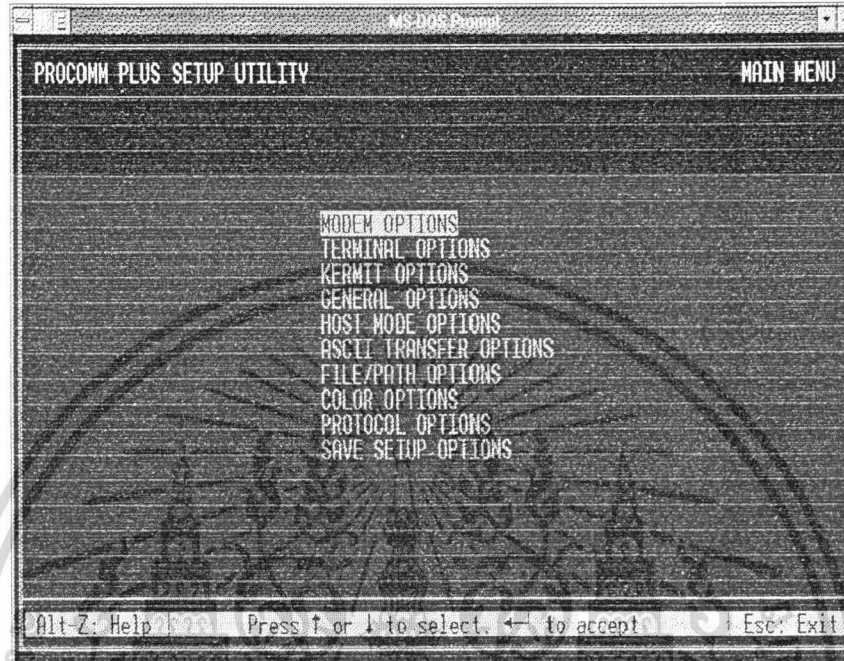 MS-DOS Prompt
PROCOMM PLUS SETUP UTILITY MAIN MENU
MODEM OPTIONS
TERMINAL OPTIONS
KERMIT OPTIONS
GENERAL OPTIONS
HOST MODE OPTIONS
ASCII TRANSFER OPTIONS
FILE/PATH OPTIONS
COLOR OPTIONS
PROTOCOL OPTIONS
SAVE SETUP OPTIONS
Alt-Z: Help Press ↑ or ↓ to select, ←┘ to accept Esc: Exit